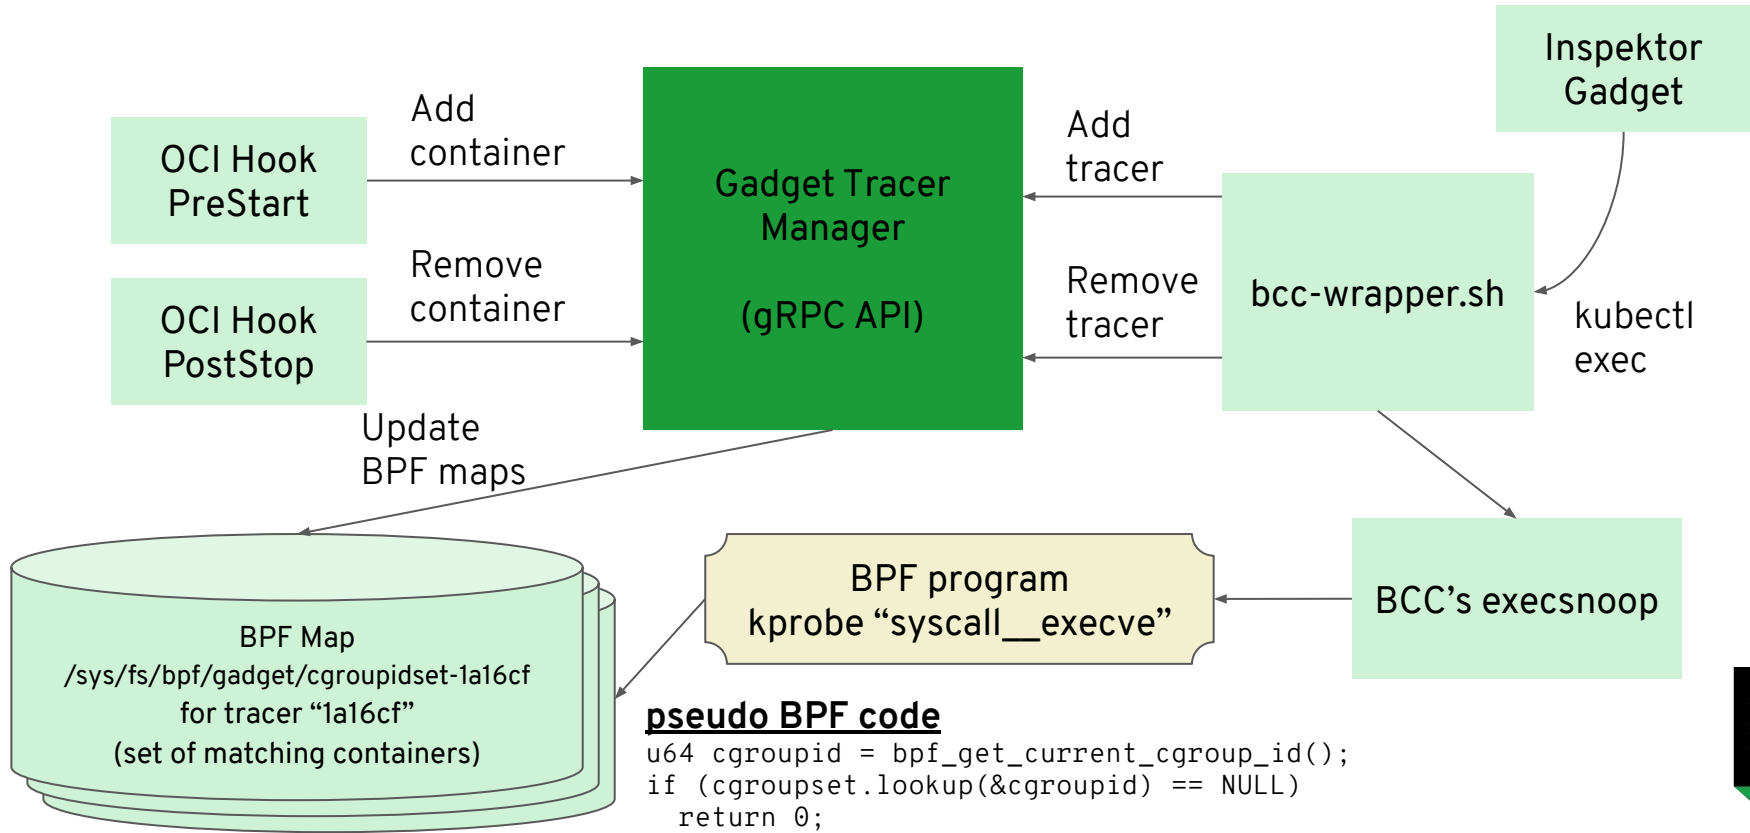 Inspektor
Gadget
OCI Hook
PreStart
Add
container
Gadget Tracer
Manager
(gRPC API)
Add
tracer
OCI Hook
PostStop
Remove
container
Remove
tracer
bcc-wrapper.sh
kubectl
exec
Update
BPF maps
BPF Map
/sys/fs/bpf/gadget/cgroupidset-1a16cf
for tracer “1a16cf”
(set of matching containers)
BPF program
kprobe “syscall__execve”
BCC’s execsnoop
pseudo BPF code
u64 cgroupid = bpf_get_current_cgroup_id();
if (cgroupset.lookup(&cgroupid) == NULL)
  return 0;